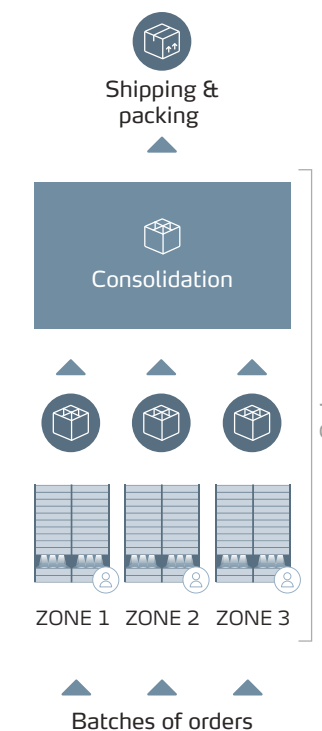 Shipping &
packing
Consolidation
ZONE 1 ZONE 2 ZONE 3
Batches of orders